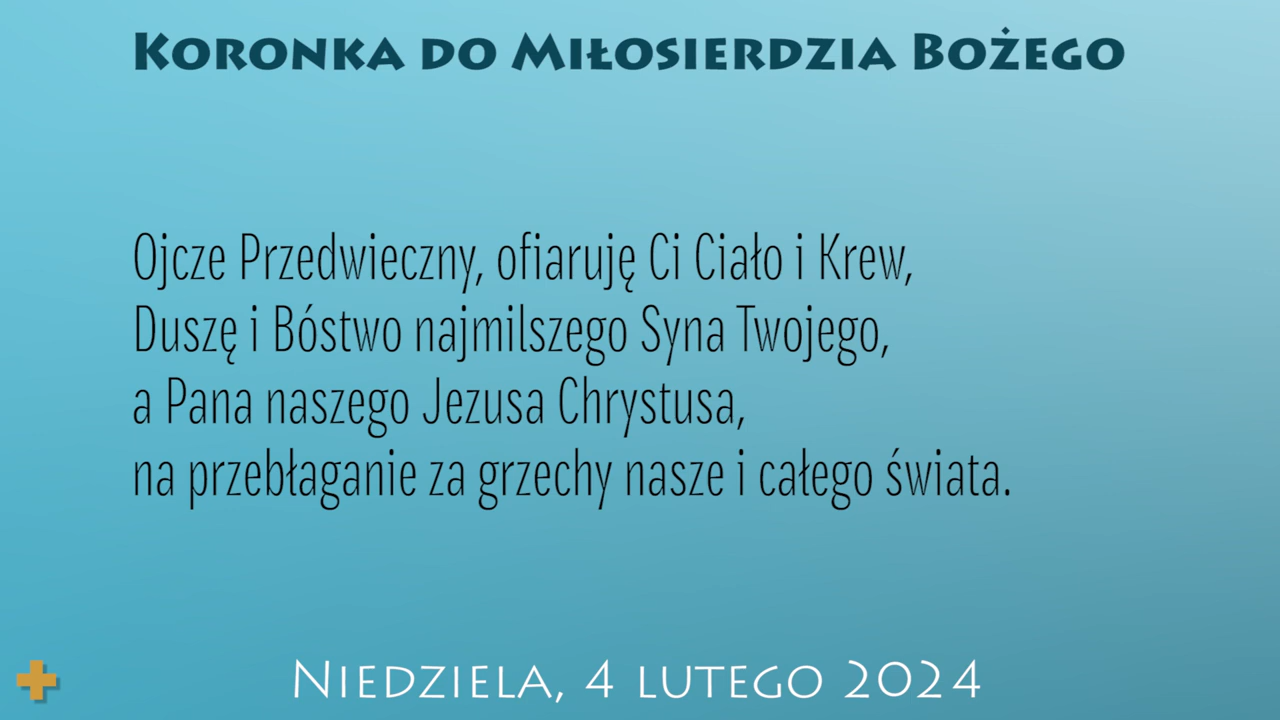 Koronka do Miłosierdzia Bożego
Ojcze Przedwieczny, ofiaruję Ci Ciało i Krew,
Duszę i Bóstwo najmilszego Syna Twojego,
a Pana naszego Jezusa Chrystusa,
na przebłaganie za grzechy nasze i całego świata.
Niedziela, 4 lutego 2024